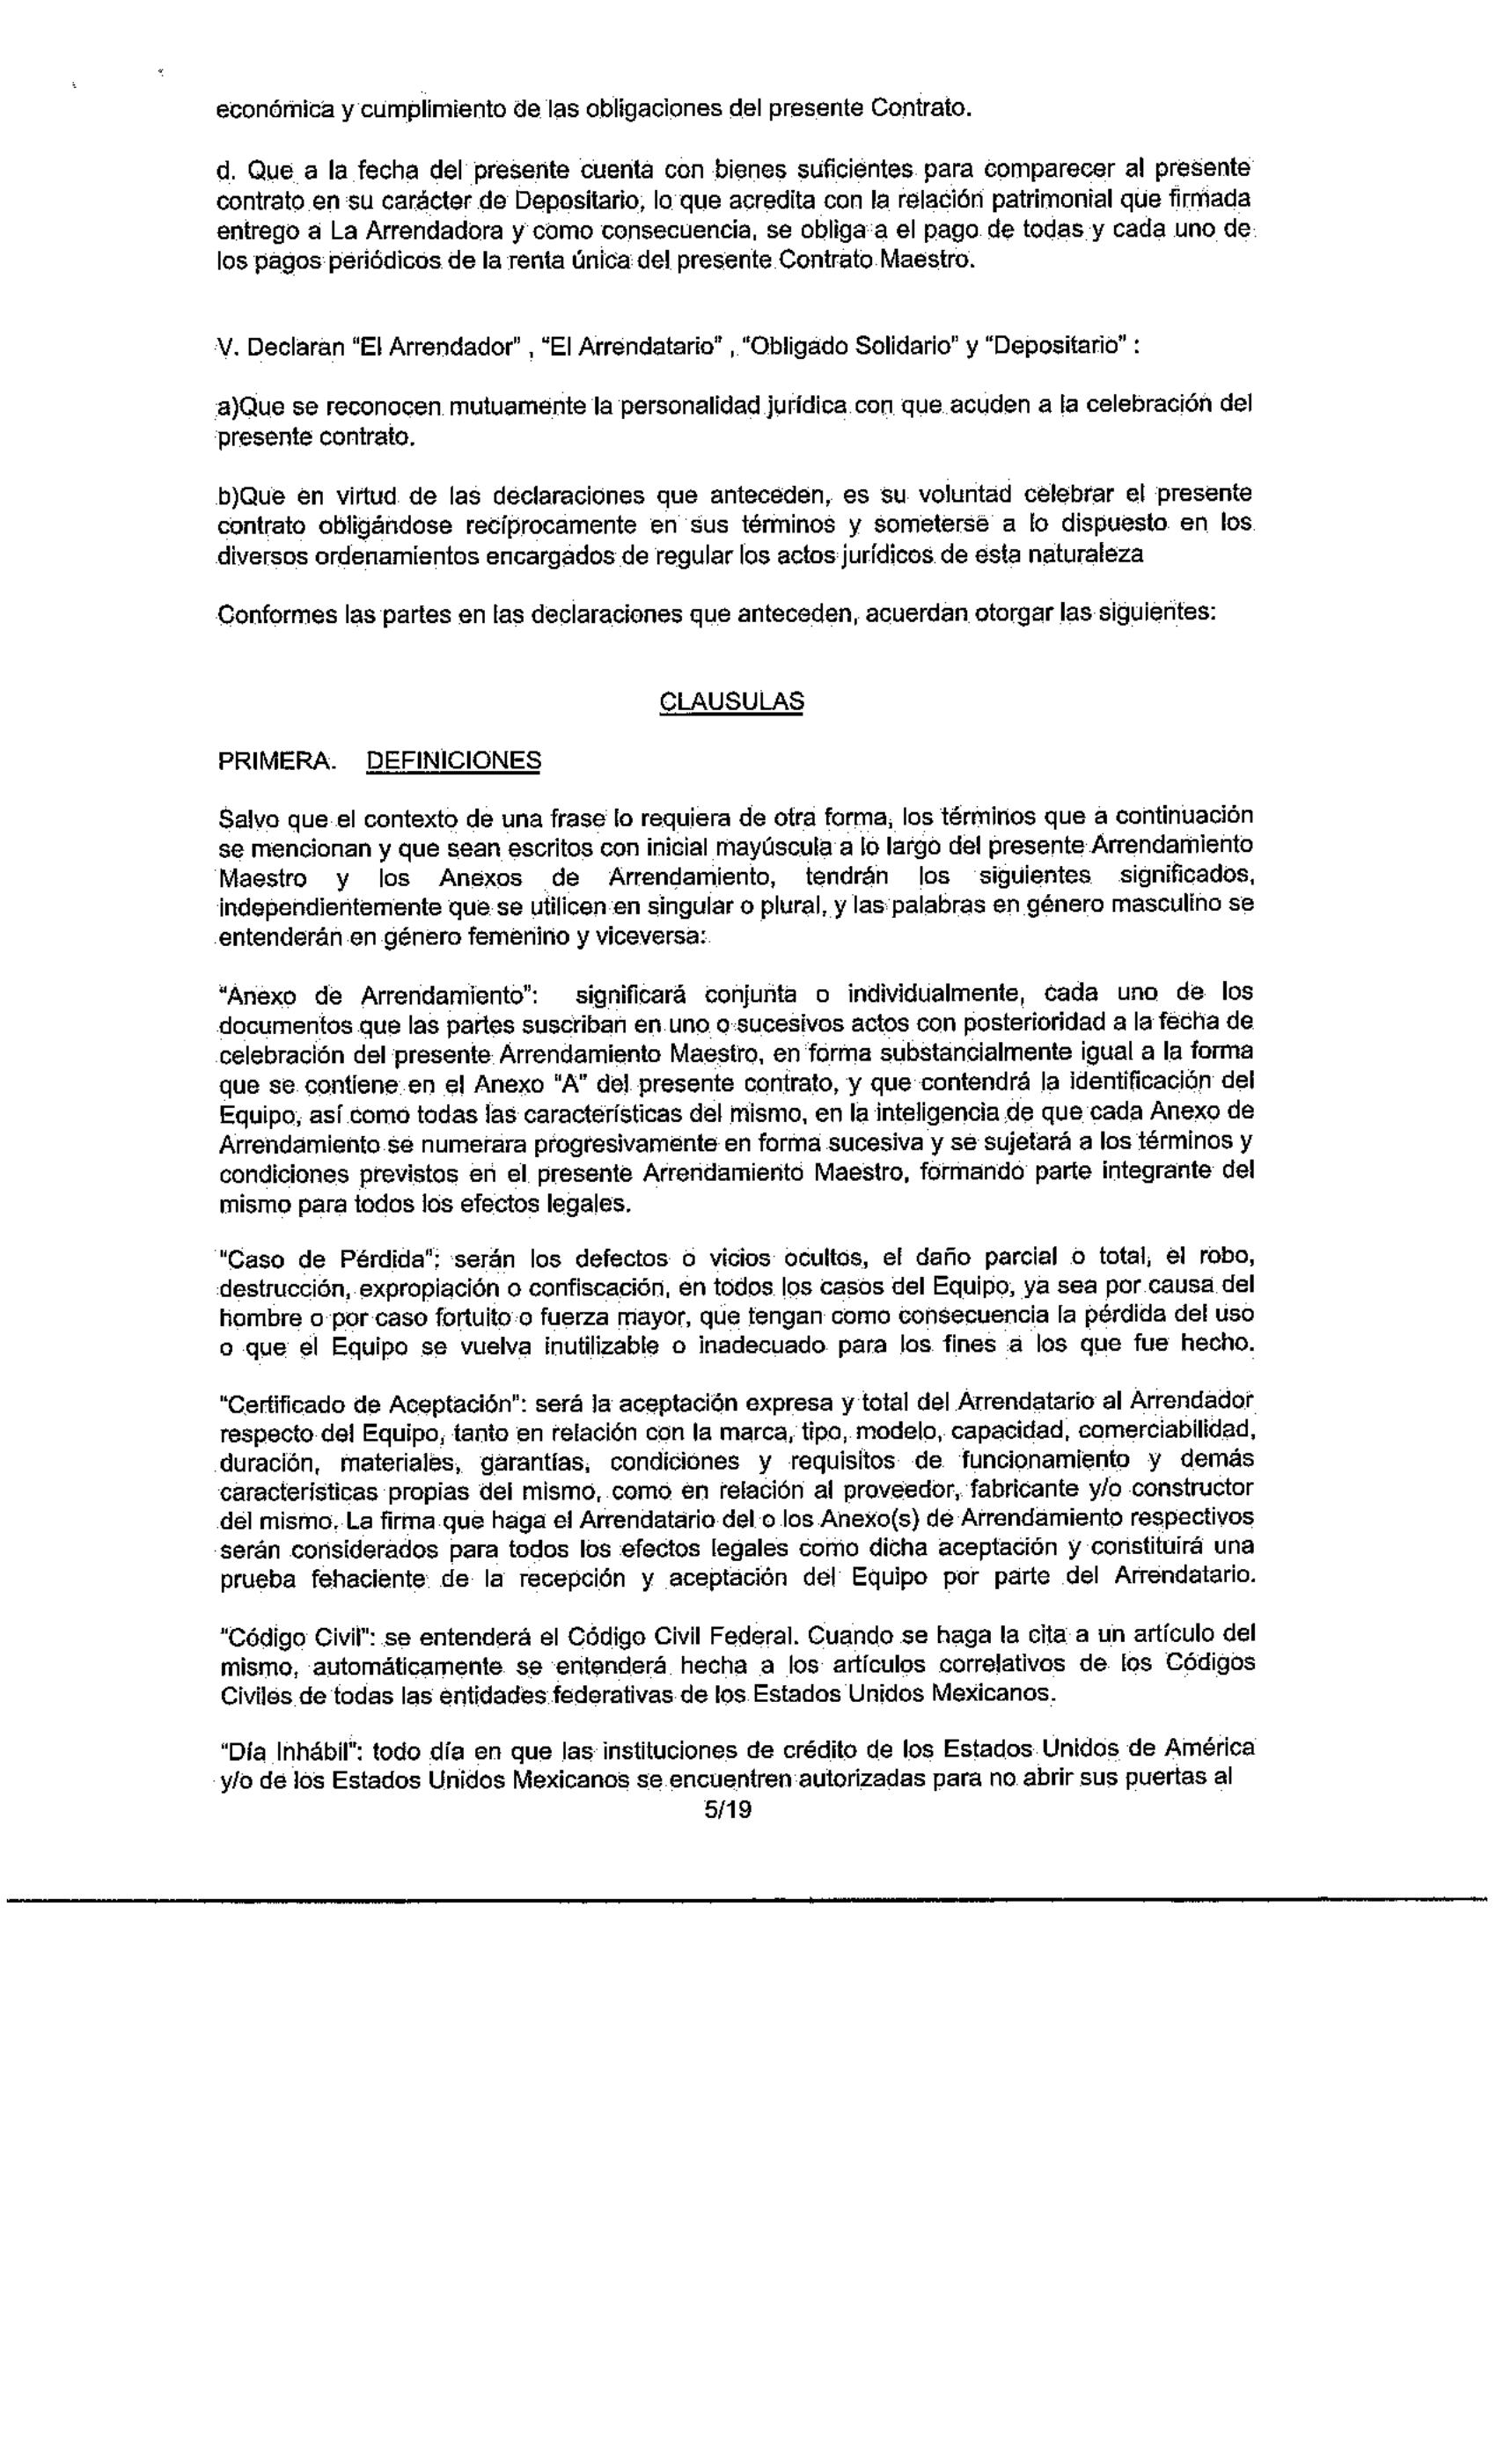 económica y cumplimiento de las obligaciones del presente Contrato.
d. Que a la fecha del presente cuenta con bienes suficientes para comparecer al presente
contrato en su carácter de Depositario, lo que acredita con la relación patrimonial que firmada
entrego a La Arrendadora y como consecuencia, se obliga a el pago de todas y cada uno de
los pagos periódicos de la renta única del presente Contrato Maestro.
V. Declaran "El Arrendador" , "El Arrendatario" , "Obligado Solidario" y "Depositario" :
a)Que se reconocen mutuamente la personalidad jurídica con que acuden a la celebración del
presente contrato.
b)Que en virtud de las declaraciones que anteceden, es su voluntad celebrar el presente
contrato obligándose recíprocamente en sus términos y someterse a lo dispuesto en los
diversos ordenamientos encargados de regular los actos jurídicos de esta naturaleza
Conformes las partes en las declaraciones que anteceden, acuerdan otorgar las siguientes:
CLAUSULAS
PRIMERA. DEFINICIONES
Salvo que el contexto de una frase lo requiera de otra forma, los términos que a continuación
se mencionan y que sean escritos con inicial mayúscula a lo largo del presente Arrendamiento
Maestro y los Anexos de Arrendamiento, tendrán los siguientes significados,
independientemente que se utilicen en singular o plural, y las palabras en género masculino se
entenderán en género femenino y viceversa:
"Anexo de Arrendamiento": significará conjunta o individualmente, cada uno de los
documentos que las partes suscriban en uno o sucesivos actos con posterioridad a la fecha de
celebración del presente Arrendamiento Maestro, en forma substancialmente igual a la forma
que se contiene en el Anexo "A" del presente contrato, y que contendrá la identificación del
Equipo, así como todas las características del mismo, en la inteligencia de que cada Anexo de
Arrendamiento se numerara progresivamente en forma sucesiva y se sujetará a los términos y
condiciones previstos en el presente Arrendamiento Maestro, formando parte integrante del
mismo para todos los efectos legales.
"Caso de Pérdida": serán los defectos o vicios ocultos, el daño parcial o total, el robo,
destrucción, expropiación o confiscación, en todos los casos del Equipo, ya sea por causa del
hombre o por caso fortuito o fuerza mayor, que tengan como consecuencia la pérdida del uso
o que el Equipo se vuelva inutilizable o inadecuado para los fines a los que fue hecho.
"Certificado de Aceptación": será la aceptación expresa y total del Arrendatario al Arrendador
respecto del Equipo, tanto en relación con la marca, tipo, modelo, capacidad, comerciabilidad,
duración, materiales, garantías, condiciones y requisitos de funcionamiento y demás
características propias del mismo, como en relación al proveedor, fabricante y/o constructor
del mismo. La firma que haga el Arrendatario del o los Anexo(s) de Arrendamiento respectivos
serán considerados para todos los efectos legales como dicha aceptación y constituirá una
prueba fehaciente de la recepción y aceptación del Equipo por parte del Arrendatario.
"Código Civil": se entenderá el Código Civil Federal. Cuando se haga la cita a un artículo del
mismo, automáticamente se entenderá hecha a los artículos correlativos de los Códigos
Civiles de todas las entidades federativas de los Estados Unidos Mexicanos.
"Día Inhábil": todo día en que las instituciones de crédito de los Estados Unidos de América
y/o de los Estados Unidos Mexicanos se encuentren autorizadas para no abrir sus puertas al
5/19